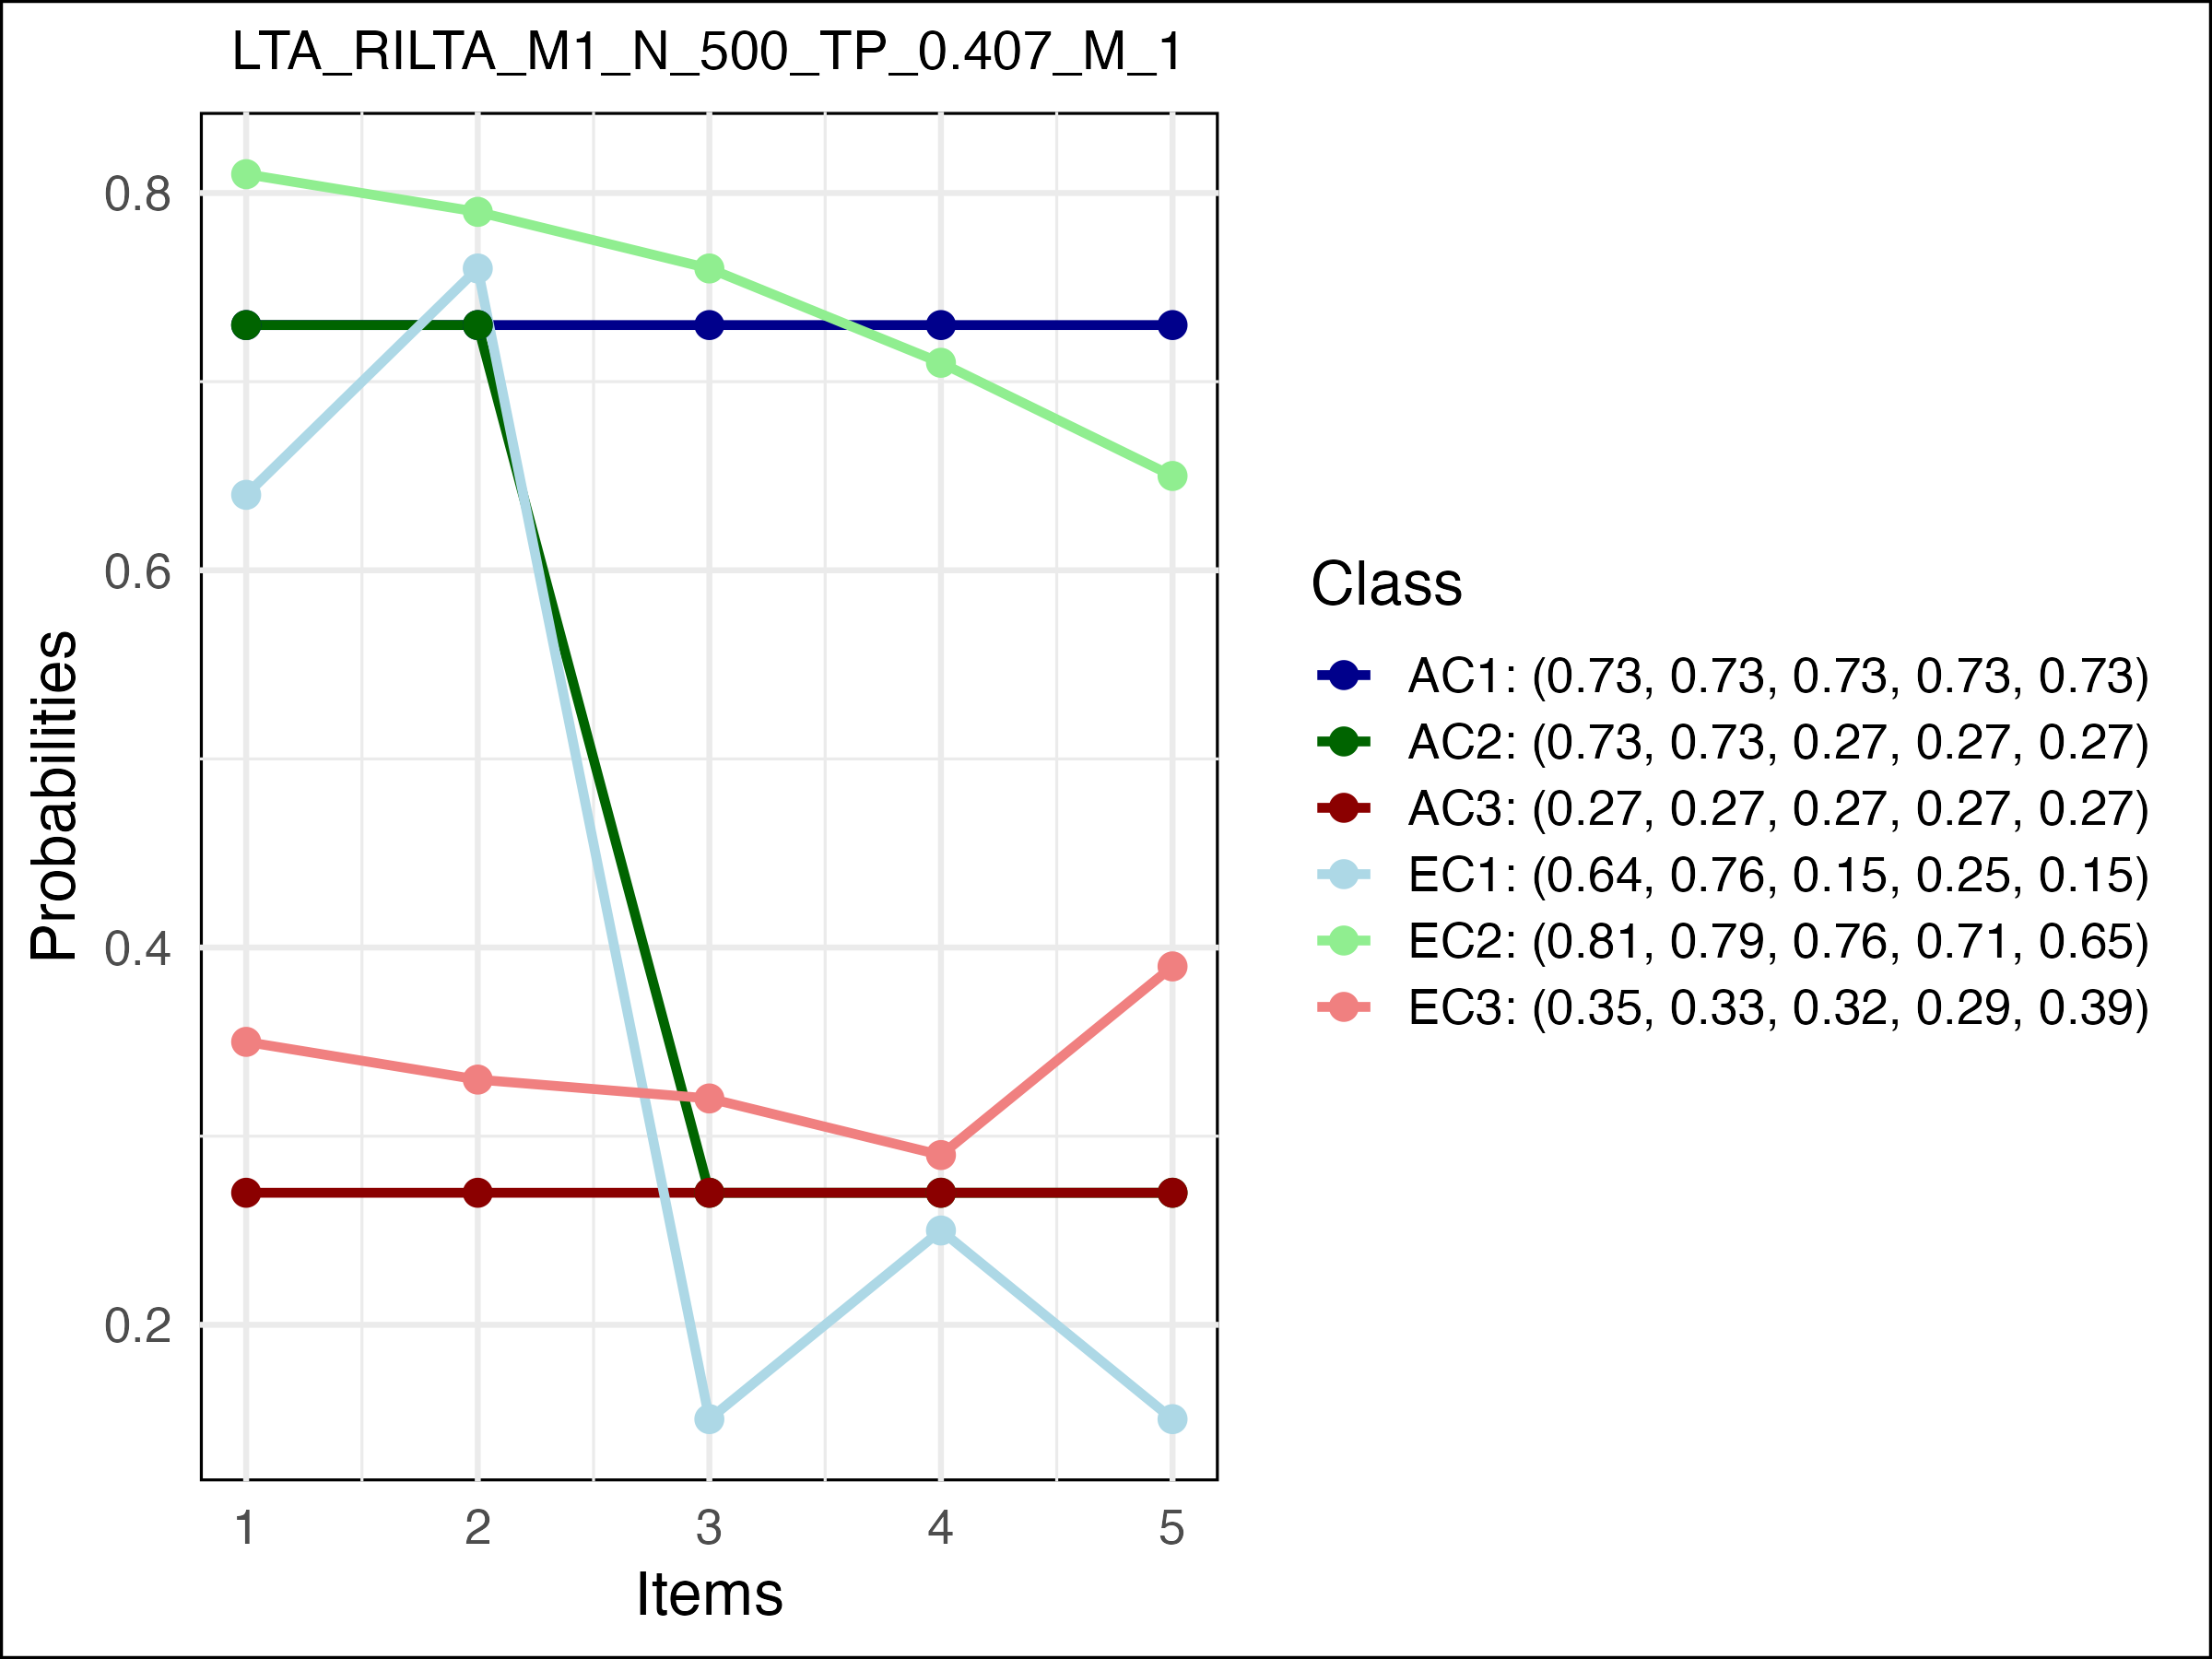 LTA_RILTA_M1_N_500_TP_0.407_M_1
0.8
0.6
0.4
0.2
Probabilities
1 2 3 4 5
Items
Class
AC1: (0.73, 0.73, 0.73, 0.73, 0.73)
AC2: (0.73, 0.73, 0.27, 0.27, 0.27)
AC3: (0.27, 0.27, 0.27, 0.27, 0.27)
EC1: (0.64, 0.76, 0.15, 0.25, 0.15)
EC2: (0.81, 0.79, 0.76, 0.71, 0.65)
EC3: (0.35, 0.33, 0.32, 0.29, 0.39)